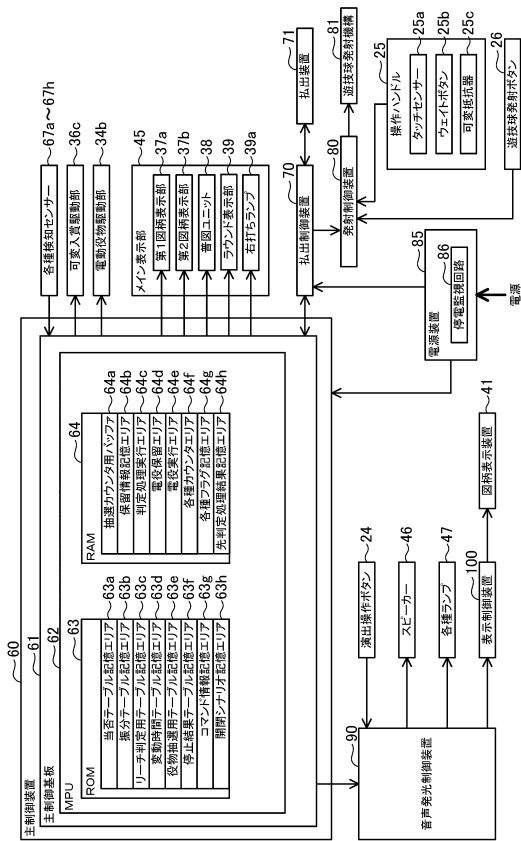 60
主制御装置
61
主制御基板
62
MPU
63
ROM
当否テーブル記憶エリア 63a
振分テーブル記憶エリア 63b
リーチ判定用テーブル記憶エリア 63c
変動時間テーブル記憶エリア 63d
役物抽選用テーブル記憶エリア 63e
停止結果テーブル記憶エリア 63f
コマンド情報記憶エリア 63g
開閉シナリオ記憶エリア 63h
64
RAM
抽選カウンタ用バッファ 64a
保留情報記憶エリア 64b
判定処理実行エリア 64c
電役保留エリア 64d
電役実行エリア 64e
各種カウンタエリア 64f
各種フラグ記憶エリア 64g
先判定処理結果記憶エリア 64h
各種検知センサー 67a~67h
可変入賞駆動部 36c
電動役物駆動部 34b
メイン表示部 45
第1図柄表示部 37a
第2図柄表示部 37b
普図ユニット 38
ラウンド表示部 39
右打ちランプ 39a
払出制御装置 70
払出装置 71
発射制御装置 80
遊技球発射機構 81
操作ハンドル 25
タッチセンサー 25a
ウェイトボタン 25b
可変抵抗器 25c
遊技球発射ボタン 26
電源装置 85
停電監視回路 86
電源
90
音声発光制御装置
演出操作ボタン 24
スピーカー 46
各種ランプ 47
表示制御装置 100
図柄表示装置 41